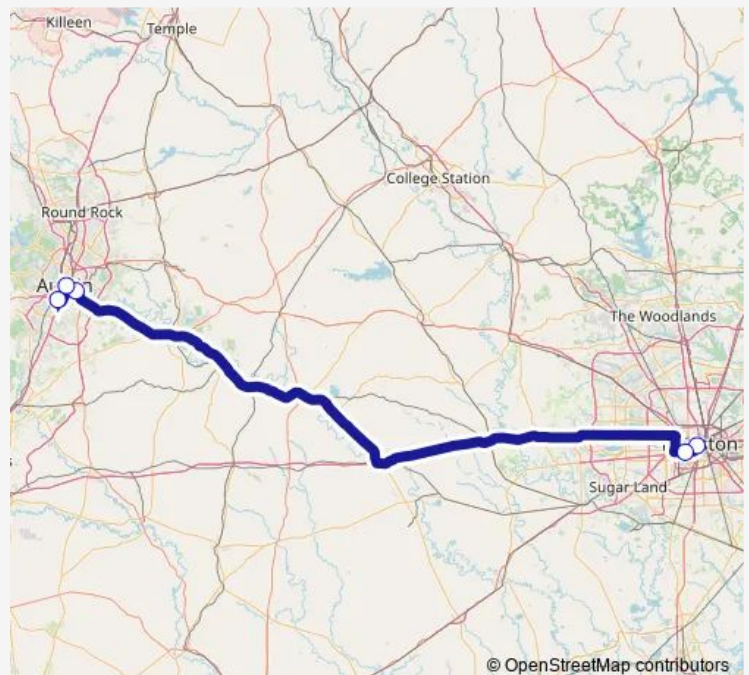 Killeen
Temple
College Station
Round Rock
The Woodlands
Sugar Land
© OpenStreetMap contributors